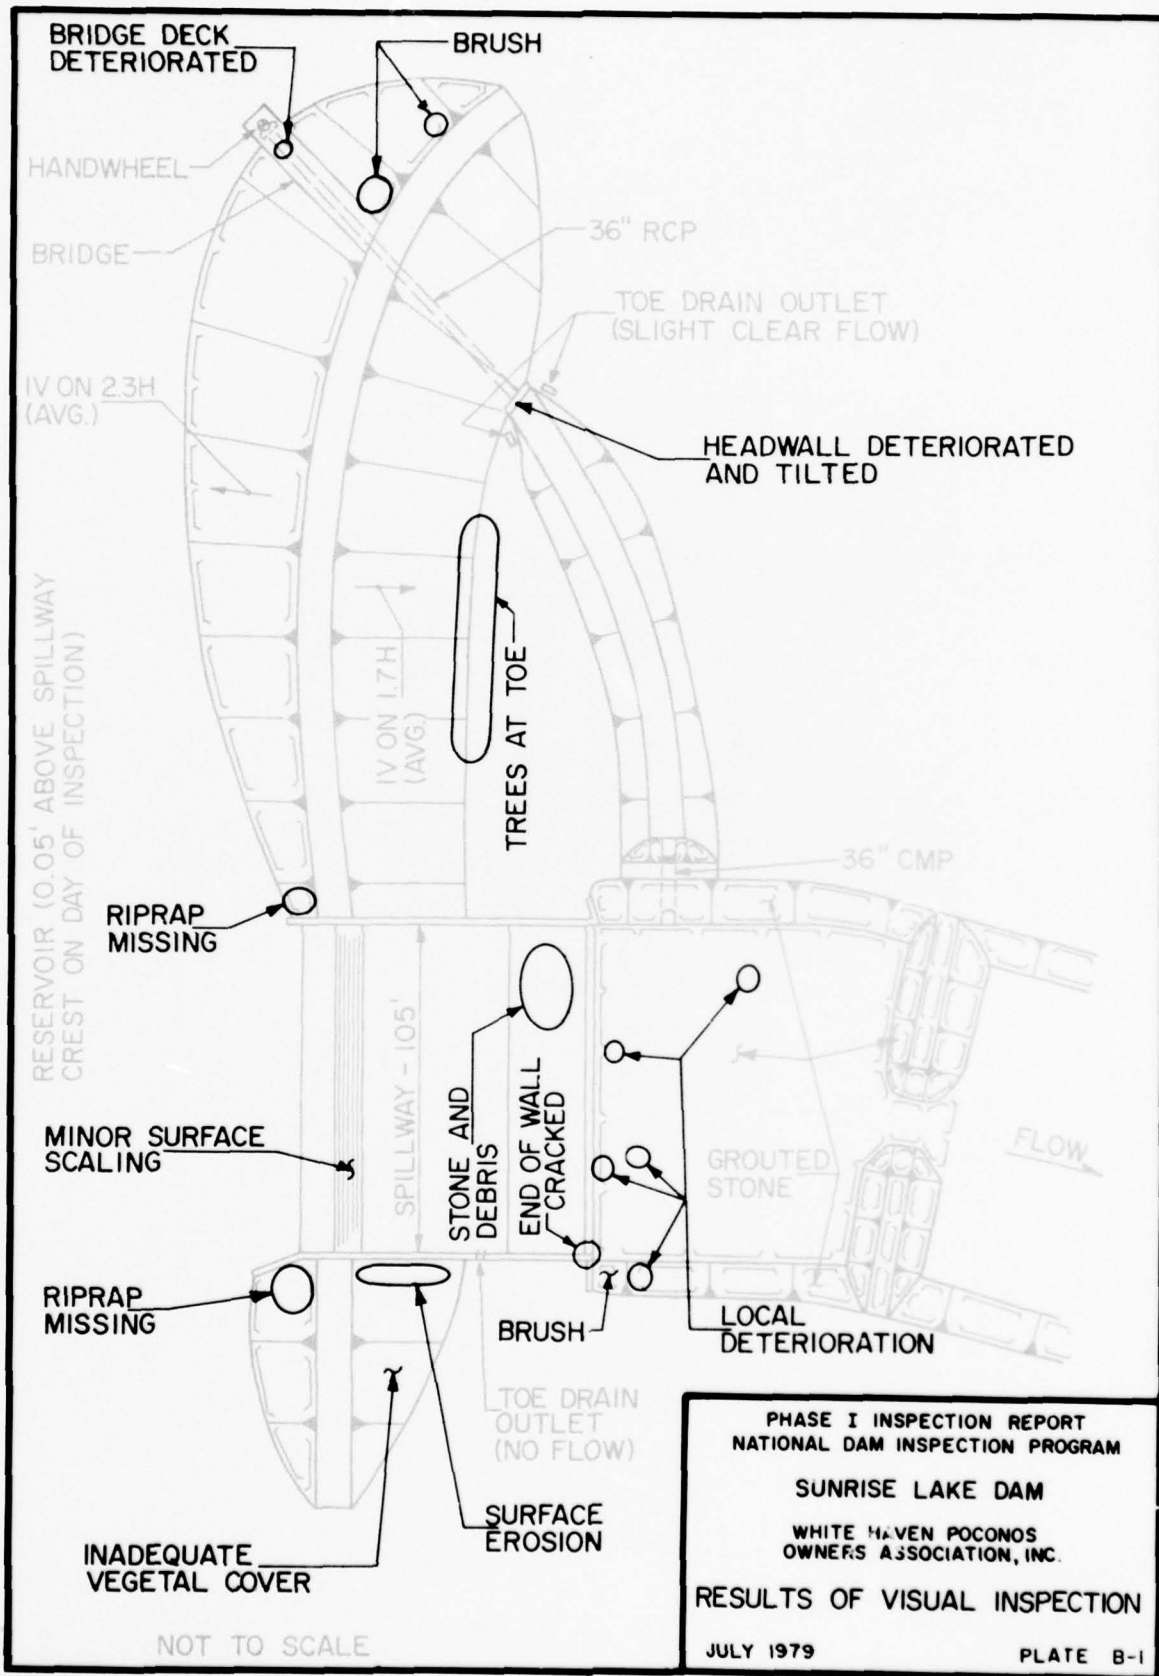 BRIDGE DECK
DETERIORATED
BRUSH
HANDWHEEL
BRIDGE
36" RCP
TOE DRAIN OUTLET
(SLIGHT CLEAR FLOW)
1V ON 2.3H
(AVG.)
HEADWALL DETERIORATED
AND TILTED
RESERVOIR (0.05' ABOVE SPILLWAY
CREST ON DAY OF INSPECTION)
1V ON 1.7H
(AVG.)
TREES AT TOE
36" CMP
RIPRAP
MISSING
SPILLWAY - 105'
STONE AND
DEBRIS
END OF WALL
CRACKED
MINOR SURFACE
SCALING
GROUTED
STONE
FLOW
RIPRAP
MISSING
BRUSH
LOCAL
DETERIORATION
TOE DRAIN
OUTLET
(NO FLOW)
SURFACE
EROSION
INADEQUATE
VEGETAL COVER
NOT TO SCALE
PHASE I INSPECTION REPORT
NATIONAL DAM INSPECTION PROGRAM
SUNRISE LAKE DAM
WHITE HAVEN POCONOS
OWNERS ASSOCIATION, INC.
RESULTS OF VISUAL INSPECTION
JULY 1979
PLATE B-1